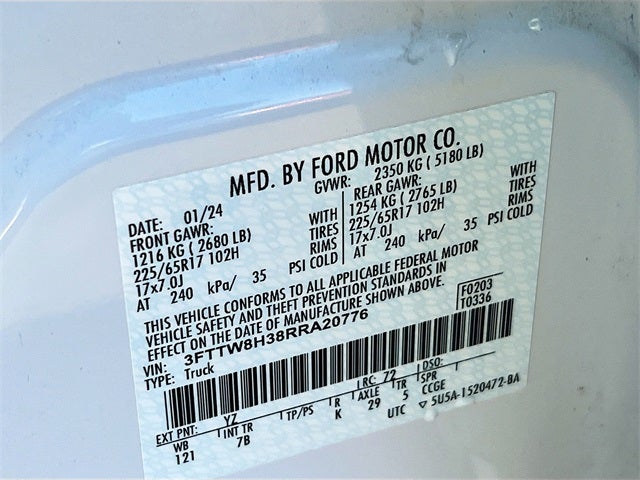 MFD. BY FORD MOTOR CO.
DATE: 01/24 GVWR: 2350 KG ( 5180 LB)
FRONT GAWR: REAR GAWR:
1216 KG ( 2680 LB) WITH 1254 KG ( 2765 LB) WITH
225/65R17 102H TIRES 225/65R17 102H TIRES
17x7.0J RIMS 17x7.0J RIMS
AT 240 kPa/ 35 PSI COLD AT 240 kPa/ 35 PSI COLD
THIS VEHICLE CONFORMS TO ALL APPLICABLE FEDERAL MOTOR
VEHICLE SAFETY AND THEFT PREVENTION STANDARDS IN
EFFECT ON THE DATE OF MANUFACTURE SHOWN ABOVE.
VIN: 3FTTW8H38RRA20776 F0203
TYPE: Truck T0336
EXT PNT: YZ RC: 72 DSO:
WB INT TR TP/PS R AXLE TR SPR
121 7B K 29 5 CCGE
UTC ▽ 5U5A-1520472-BA